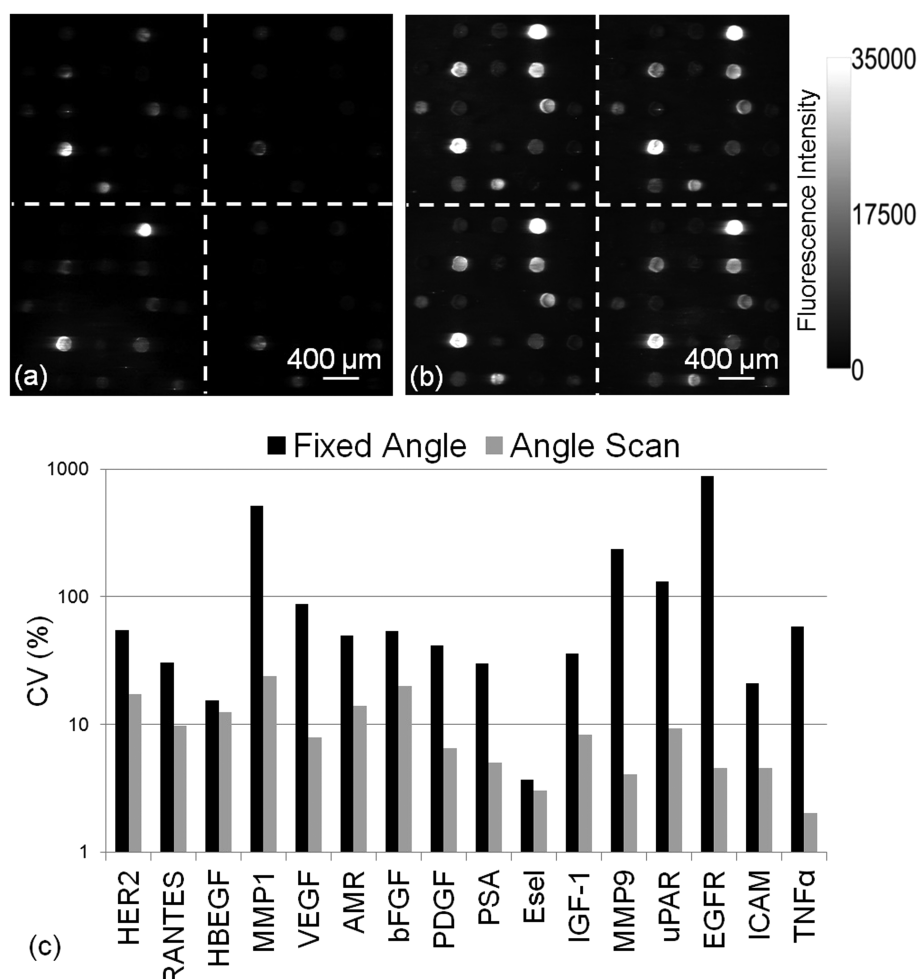 (a)
400 µm
(b)
400 µm
35000
17500
0
Fluorescence Intensity
Fixed Angle
Angle Scan
1000
100
10
1
CV (%)
HER2
RANTES
HBEGF
MMP1
VEGF
AMR
bFGF
PDGF
PSA
Esel
IGF-1
MMP9
uPAR
EGFR
ICAM
TNFα
(c)